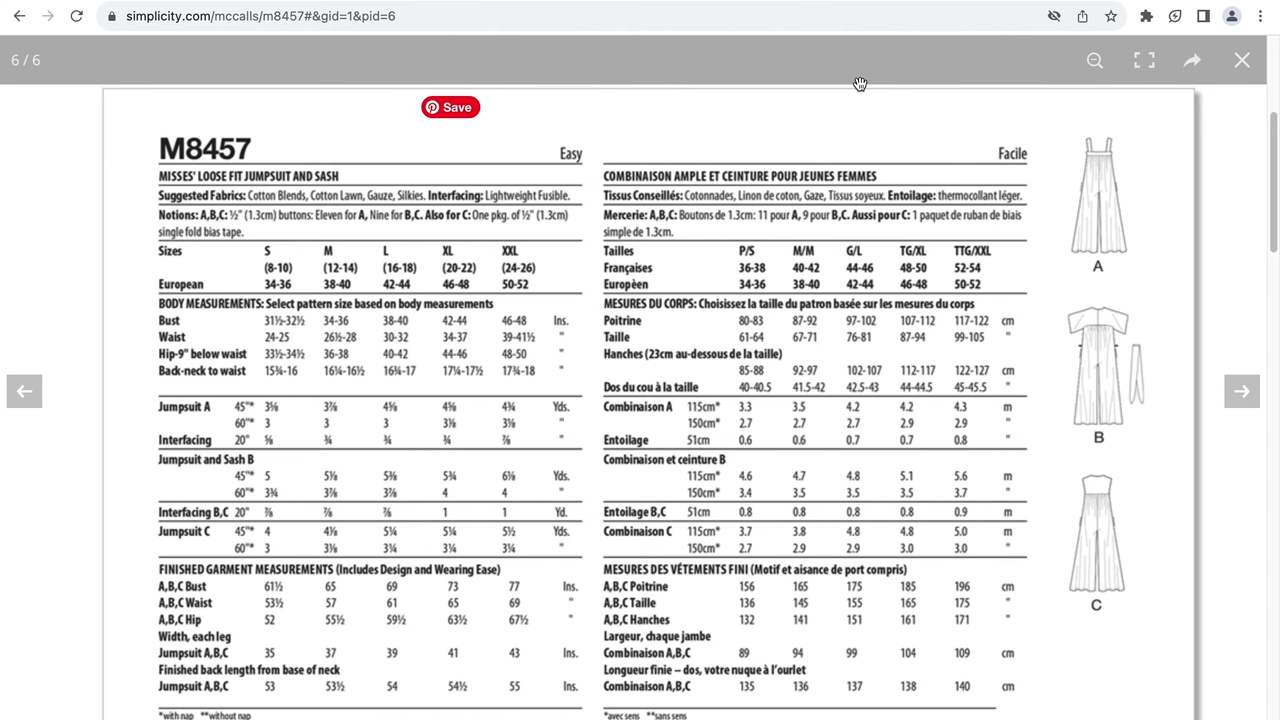 simplicity.com/mccalls/m8457#&gid=1&pid=6
6 / 6
Save
M8457 Easy
MISSES' LOOSE FIT JUMPSUIT AND SASH
Suggested Fabrics: Cotton Blends, Cotton Lawn, Gauze, Silkies. Interfacing: Lightweight Fusible.
Notions: A,B,C: ½" (1.3cm) buttons: Eleven for A, Nine for B,C. Also for C: One pkg. of ½" (1.3cm)
single fold bias tape.
Sizes S M L XL XXL
(8-10) (12-14) (16-18) (20-22) (24-26)
European 34-36 38-40 42-44 46-48 50-52
BODY MEASUREMENTS: Select pattern size based on body measurements
Bust 31½-32½ 34-36 38-40 42-44 46-48 Ins.
Waist 24-25 26½-28 30-32 34-37 39-41½ "
Hip-9" below waist 33½-34½ 36-38 40-42 44-46 48-50 "
Back-neck to waist 15¾-16 16¼-16½ 16¾-17 17¼-17½ 17¾-18 "
Jumpsuit A 45"* 3⅝ 3⅞ 4⅝ 4⅝ 4¾ Yds.
60"* 3 3 3 3⅛ 3⅛ "
Interfacing 20" ⅝ ¾ ¾ ¾ ⅞ "
Jumpsuit and Sash B
45"* 5 5⅛ 5⅜ 5¾ 6⅛ Yds.
60"* 3¾ 3⅞ 3⅞ 4 4 "
Interfacing B,C 20" ⅞ ⅞ ⅞ 1 1 Yd.
Jumpsuit C 45"* 4 4⅛ 5¼ 5¼ 5½ Yds.
60"* 3 3⅛ 3¼ 3¼ 3¼ "
FINISHED GARMENT MEASUREMENTS (Includes Design and Wearing Ease)
A,B,C Bust 61½ 65 69 73 77 Ins.
A,B,C Waist 53½ 57 61 65 69 "
A,B,C Hip 52 55½ 59½ 63½ 67½ "
Width, each leg
Jumpsuit A,B,C 35 37 39 41 43 Ins.
Finished back length from base of neck
Jumpsuit A,B,C 53 53½ 54 54½ 55 Ins.
*with nap **without nap
Facile
COMBINAISON AMPLE ET CEINTURE POUR JEUNES FEMMES
Tissus Conseillés: Cotonnades, Linon de coton, Gaze, Tissus soyeux. Entoilage: thermocollant léger.
Mercerie: A,B,C: Boutons de 1.3cm: 11 pour A, 9 pour B,C. Aussi pour C: 1 paquet de ruban de biais
simple de 1.3cm.
Tailles P/S M/M G/L TG/XL TTG/XXL
Françaises 36-38 40-42 44-46 48-50 52-54
Europèen 34-36 38-40 42-44 46-48 50-52
MESURES DU CORPS: Choisissez la taille du patron basée sur les mesures du corps
Poitrine 80-83 87-92 97-102 107-112 117-122 cm
Taille 61-64 67-71 76-81 87-94 99-105 "
Hanches (23cm au-dessous de la taille)
85-88 92-97 102-107 112-117 122-127 cm
Dos du cou à la taille 40-40.5 41.5-42 42.5-43 44-44.5 45-45.5 "
Combinaison A 115cm* 3.3 3.5 4.2 4.2 4.3 m
150cm* 2.7 2.7 2.7 2.9 2.9 "
Entoilage 51cm 0.6 0.6 0.7 0.7 0.8 "
Combinaison et ceinture B
115cm* 4.6 4.7 4.8 5.1 5.6 m
150cm* 3.4 3.5 3.5 3.5 3.7 "
Entoilage B,C 51cm 0.8 0.8 0.8 0.8 0.9 m
Combinaison C 115cm* 3.7 3.8 4.8 4.8 5.0 m
150cm* 2.7 2.9 2.9 3.0 3.0 "
MESURES DES VÉTEMENTS FINI (Motif et aisance de port compris)
A,B,C Poitrine 156 165 175 185 196 cm
A,B,C Taille 136 145 155 165 175 "
A,B,C Hanches 132 141 151 161 171 "
Largeur, chaque jambe
Combinaison A,B,C 89 94 99 104 109 cm
Longueur finie – dos, votre nuque à l'ourlet
Combinaison A,B,C 135 136 137 138 140 cm
*avec sens **sans sens
A
B
C